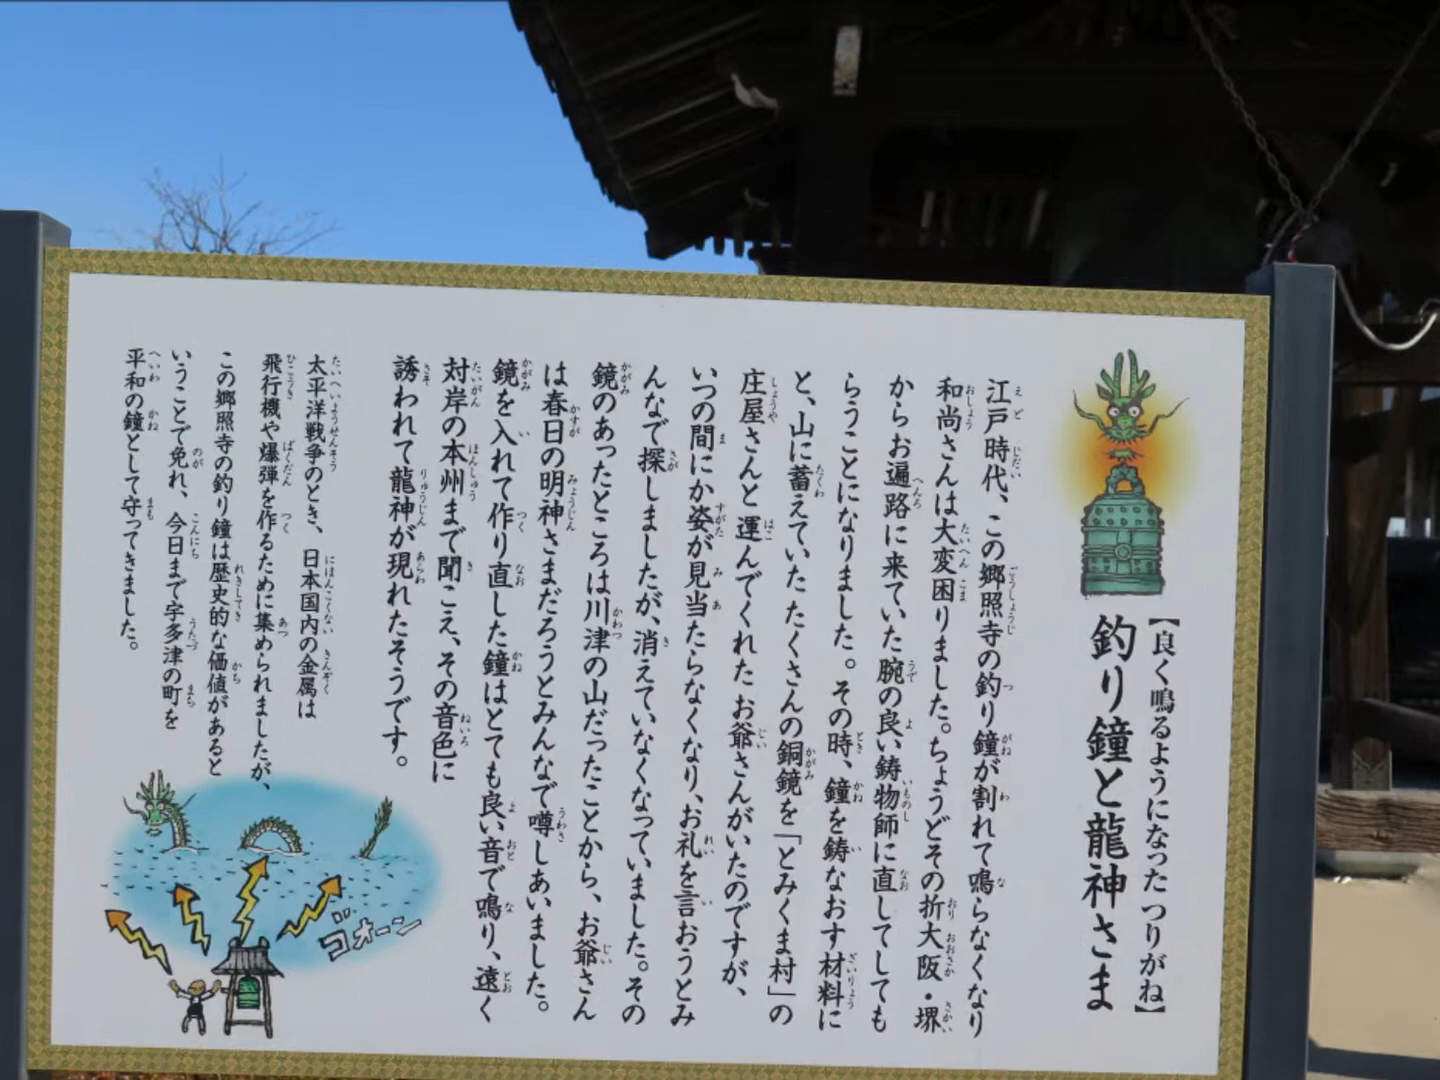 【良く鳴るようになったつりがね】
釣り鐘と龍神さま
江戸時代、この郷照寺の釣り鐘が割れて鳴らなくなり
和尚さんは大変困りました。ちょうどその折大阪・堺
からお遍路に来ていた腕の良い鋳物師に直してしても
らうことになりました。その時、鐘を鋳なおす材料に
と、山に蓄えていたたくさんの銅鏡を「とみくま村」の
庄屋さんと運んでくれたお爺さんがいたのですが、
いつの間にか姿が見当たらなくなり、お礼を言おうとみ
んなで探しましたが、消えていなくなっていました。その
鏡のあったところは川津の山だったことから、お爺さん
は春日の明神さまだろうとみんなで噂しあいました。
鏡を入れて作り直した鐘はとても良い音で鳴り、遠く
対岸の本州まで聞こえ、その音色に
誘われて龍神が現れたそうです。
太平洋戦争のとき、日本国内の金属は
飛行機や爆弾を作るために集められましたが、
この郷照寺の釣り鐘は歴史的な価値があると
いうことで免れ、今日まで宇多津の町を
平和の鐘として守ってきました。
ゴォーン